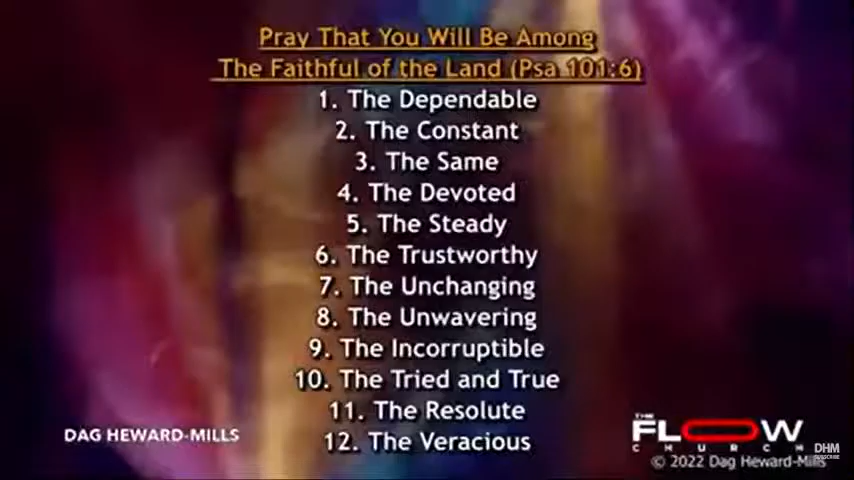 Pray That You Will Be Among
The Faithful of the Land (Psa 101:6)
1. The Dependable
2. The Constant
3. The Same
4. The Devoted
5. The Steady
6. The Trustworthy
7. The Unchanging
8. The Unwavering
9. The Incorruptible
10. The Tried and True
11. The Resolute
12. The Veracious
DAG HEWARD-MILLS
THE
FLOW
CHURCH
DHM
SUBSCRIBE
© 2022 Dag Heward-Mills